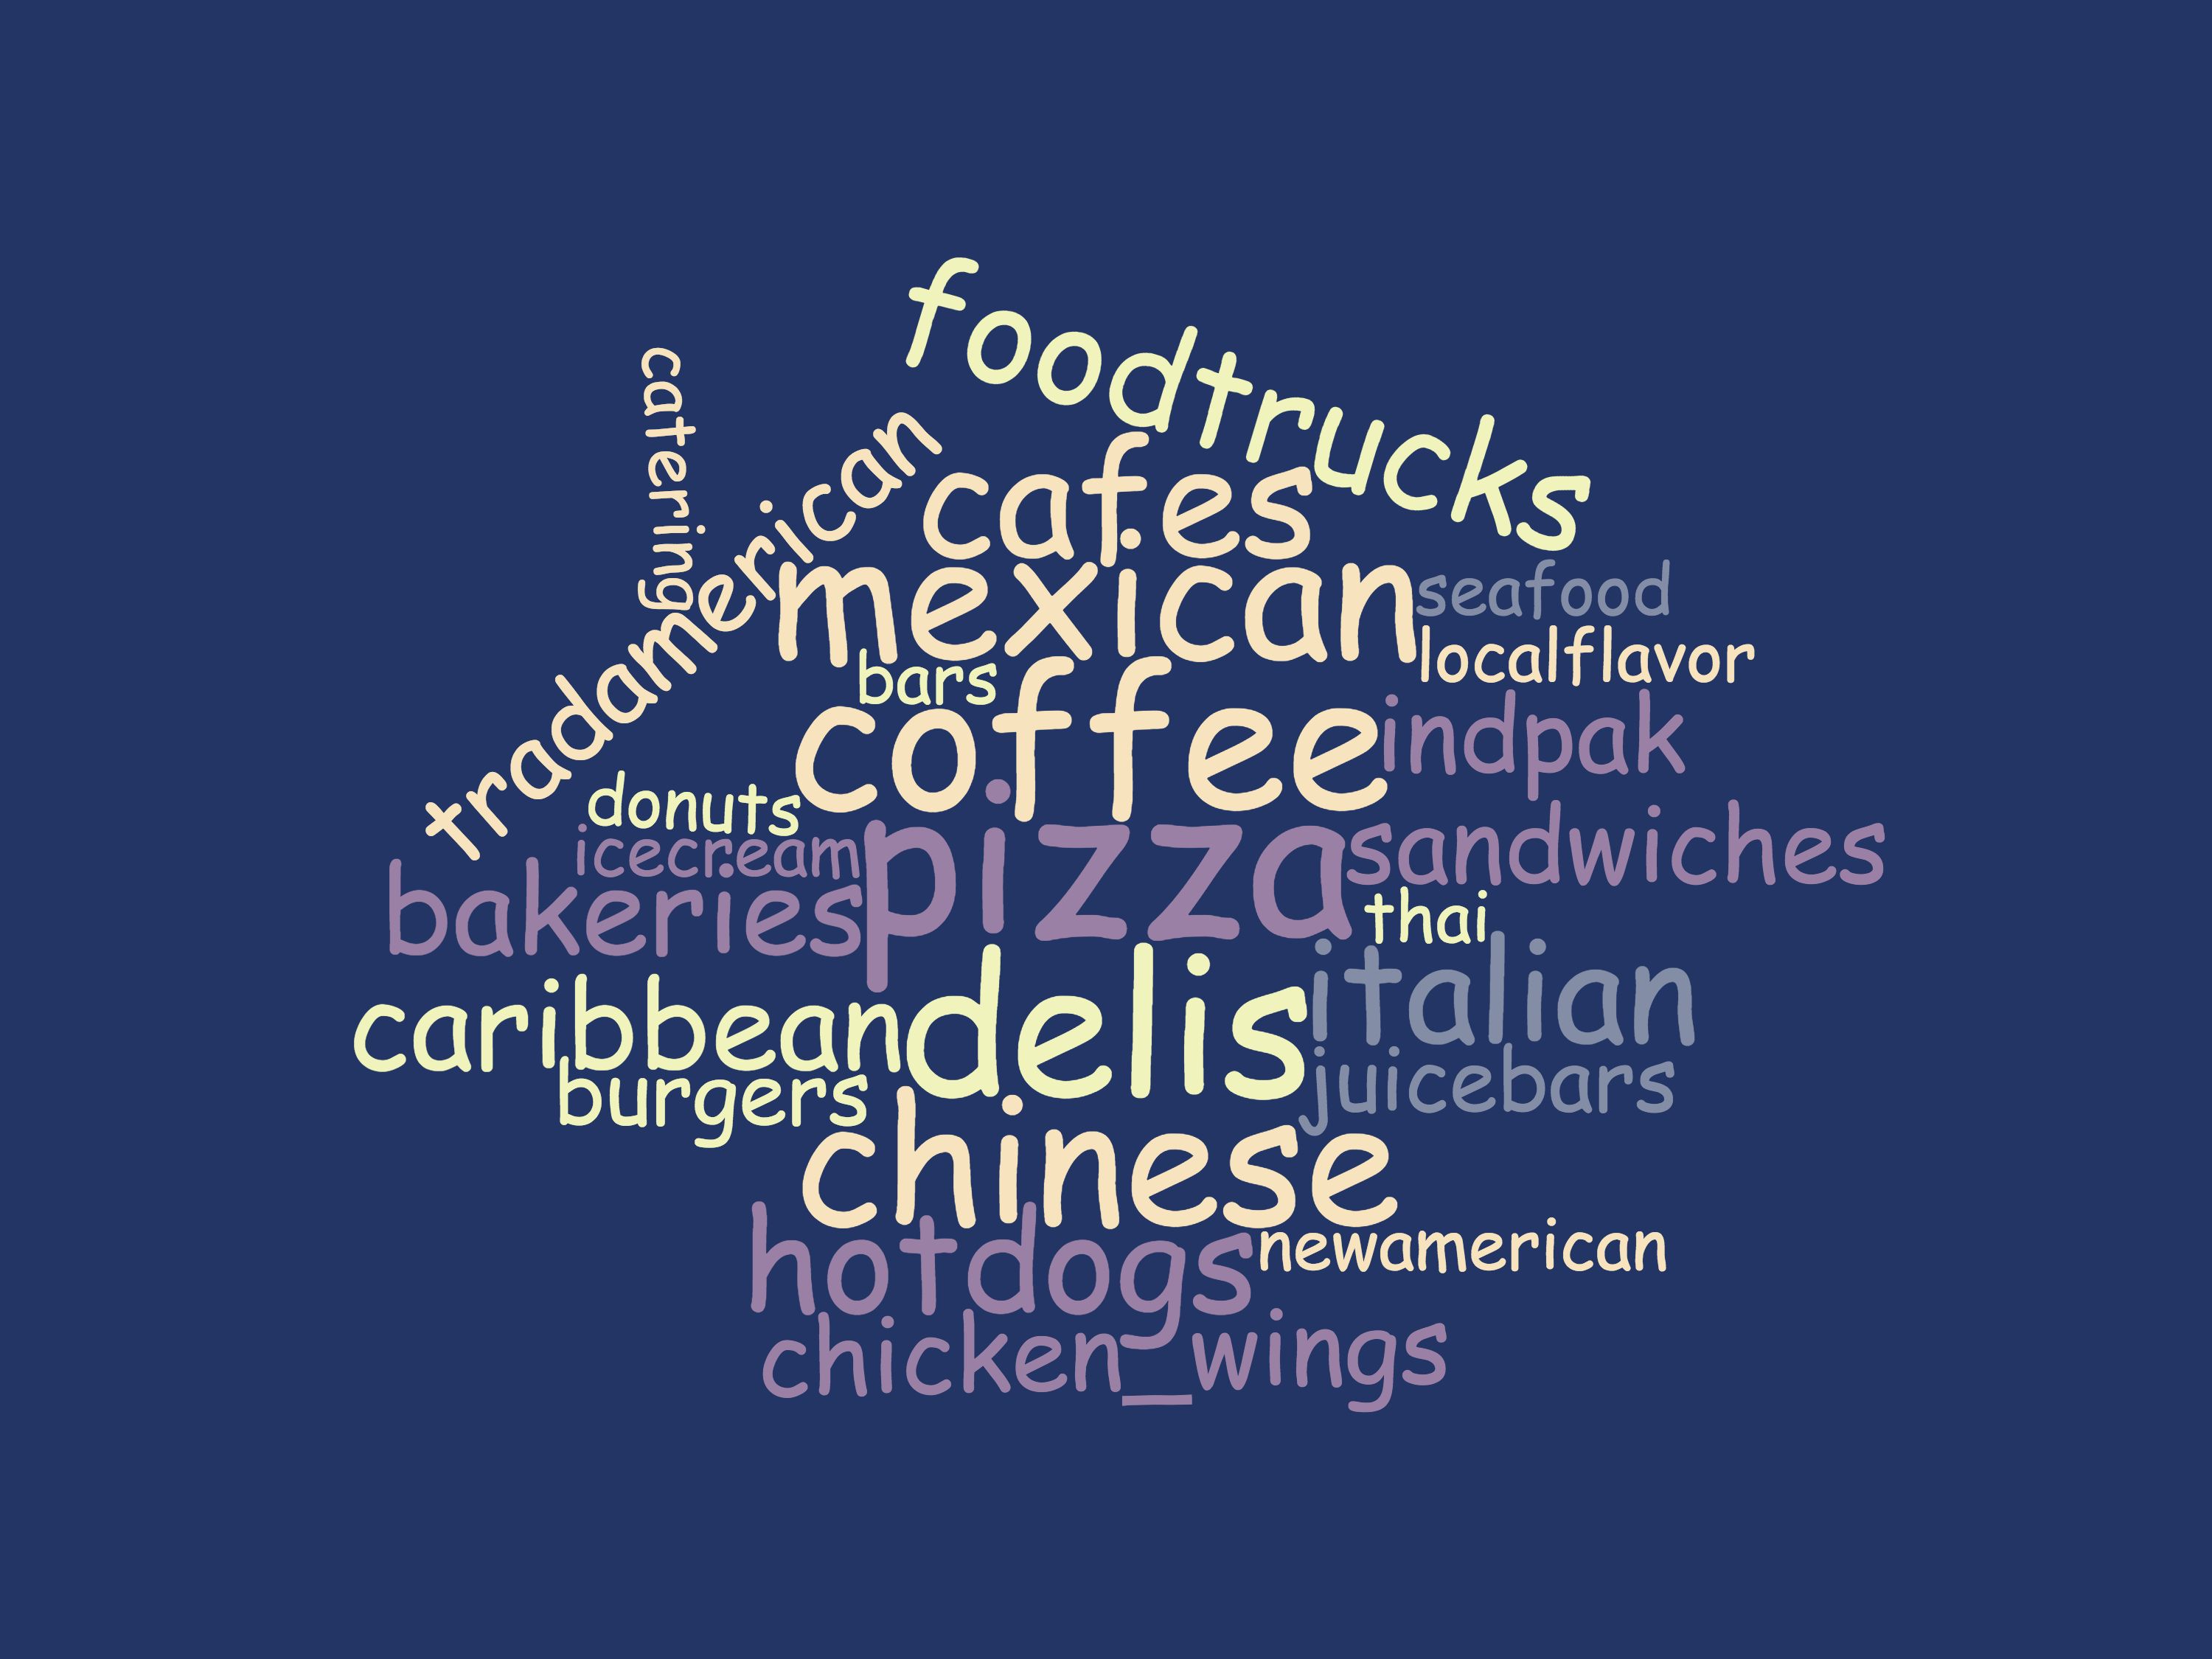 foodtrucks
catering
cafes
tradamerican
mexican
seafood
localflavor
bars
coffee
indpak
donuts
icecream
pizza
sandwiches
bakeries
thai
caribbean
delis
italian
burgers
juicebars
chinese
hotdogs
newamerican
chicken_wings